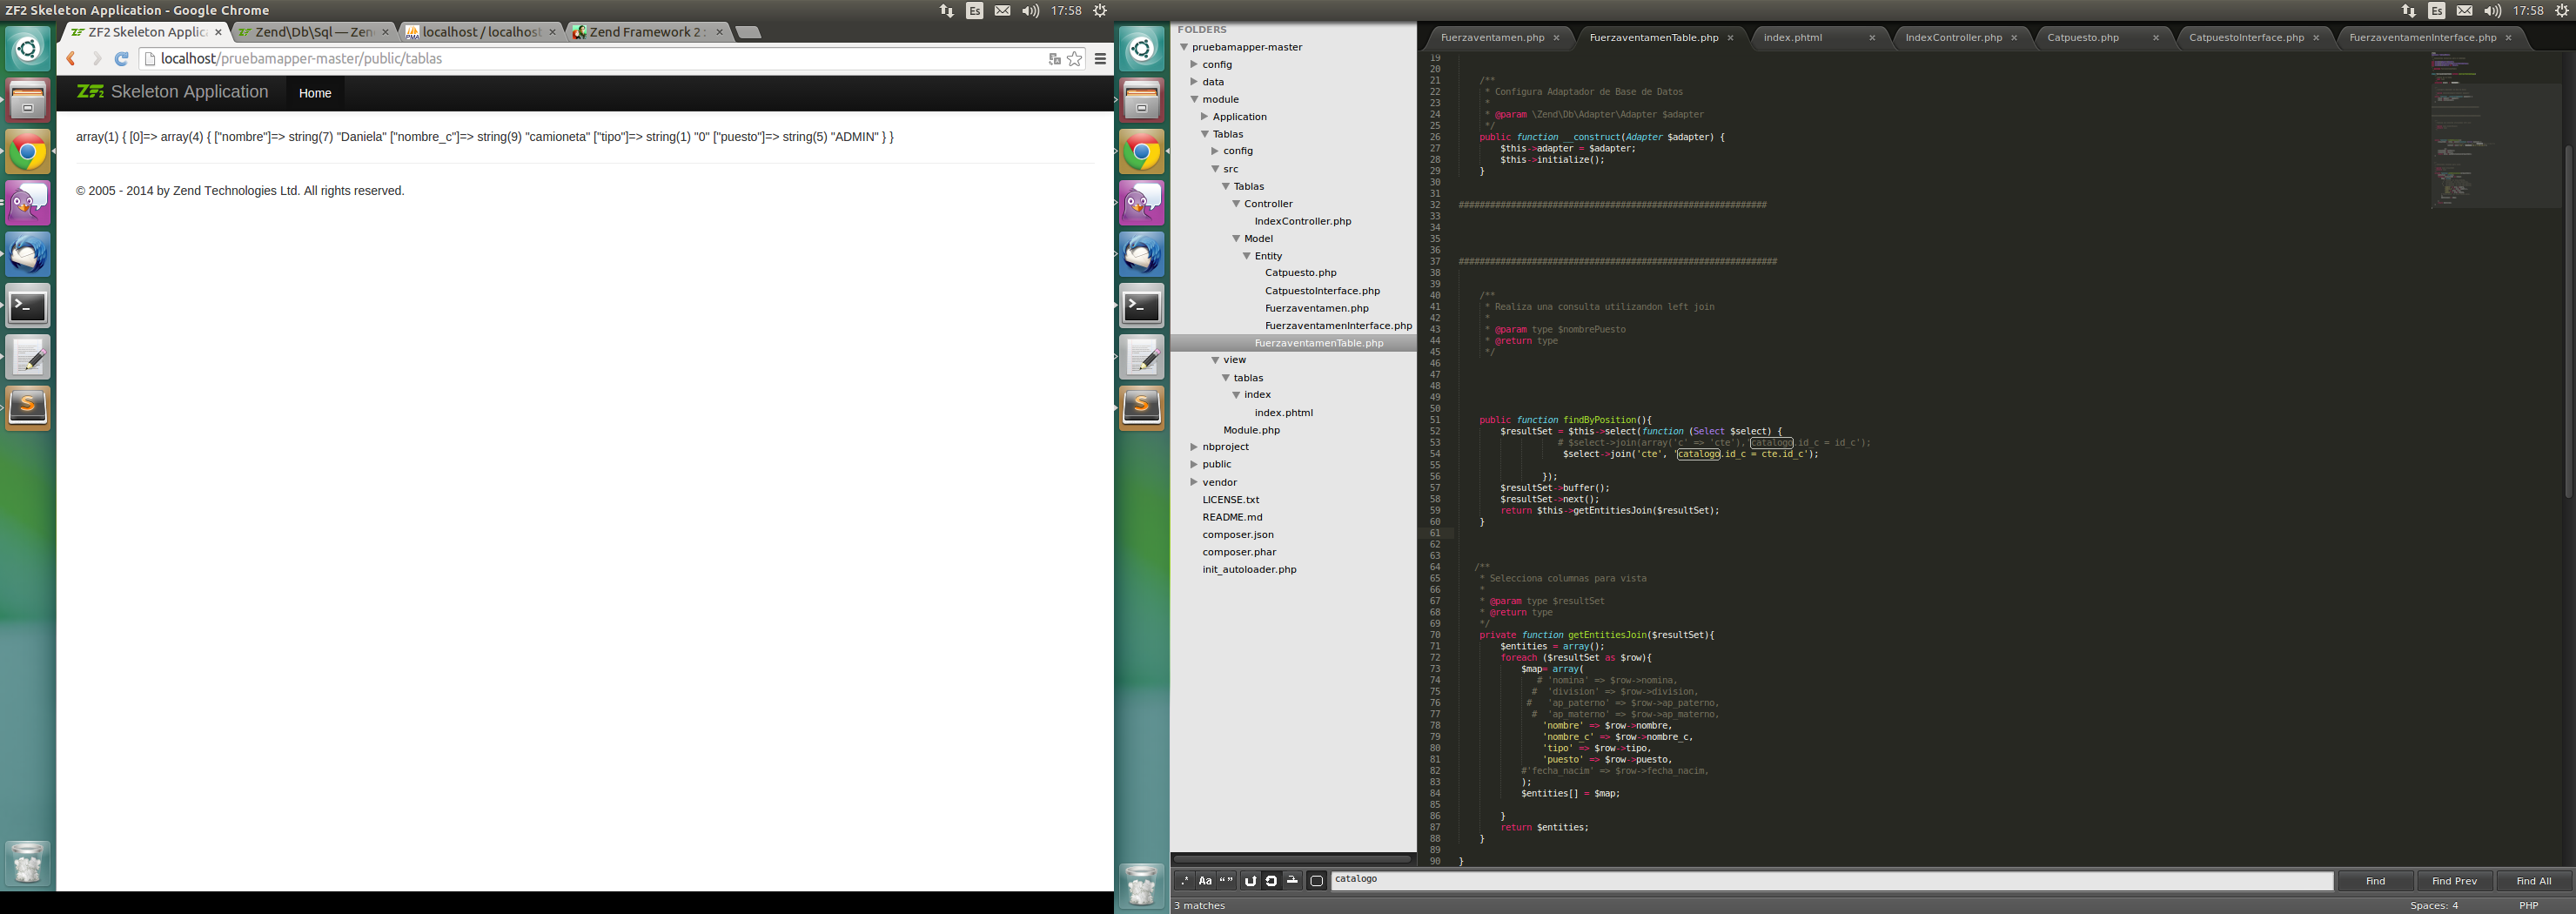 ZF2 Skeleton Application - Google Chrome
Es
17:58
ZF2 Skeleton Applic
Zend\Db\Sql — Zen
localhost / localhost
Zend Framework 2 :
localhost/pruebamapper-master/public/tablas
ZF2 Skeleton Application
Home
array(1) { [0]=> array(4) { ["nombre"]=> string(7) "Daniela" ["nombre_c"]=> string(9) "camioneta" ["tipo"]=> string(1) "0" ["puesto"]=> string(5) "ADMIN" } }
© 2005 - 2014 by Zend Technologies Ltd. All rights reserved.
Es
17:58
FOLDERS
pruebamapper-master
config
data
module
Application
Tablas
config
src
Tablas
Controller
IndexController.php
Model
Entity
Catpuesto.php
CatpuestoInterface.php
Fuerzaventamen.php
FuerzaventamenInterface.php
FuerzaventamenTable.php
view
tablas
index
index.phtml
Module.php
nbproject
public
vendor
LICENSE.txt
README.md
composer.json
composer.phar
init_autoloader.php
Fuerzaventamen.php
FuerzaventamenTable.php
index.phtml
IndexController.php
Catpuesto.php
CatpuestoInterface.php
FuerzaventamenInterface.php
19
20
21 /**
22 * Configura Adaptador de Base de Datos
23 *
24 * @param \Zend\Db\Adapter\Adapter $adapter
25 */
26 public function __construct(Adapter $adapter) {
27 $this->adapter = $adapter;
28 $this->initialize();
29 }
30
31
32 ###########################################################
33
34
35
36
37 #############################################################
38
39
40 /**
41 * Realiza una consulta utilizandon left join
42 *
43 * @param type $nombrePuesto
44 * @return type
45 */
46
47
48
49
50
51 public function findByPosition(){
52 $resultSet = $this->select(function (Select $select) {
53 # $select->join(array('c' => 'cte'),'catalogo.id_c = id_c');
54 $select->join('cte', 'catalogo.id_c = cte.id_c');
55
56 });
57 $resultSet->buffer();
58 $resultSet->next();
59 return $this->getEntitiesJoin($resultSet);
60 }
61
62
63
64 /**
65 * Selecciona columnas para vista
66 *
67 * @param type $resultSet
68 * @return type
69 */
70 private function getEntitiesJoin($resultSet){
71 $entities = array();
72 foreach ($resultSet as $row){
73 $map= array(
74 # 'nomina' => $row->nomina,
75 # 'division' => $row->division,
76 # 'ap_paterno' => $row->ap_paterno,
77 # 'ap_materno' => $row->ap_materno,
78 'nombre' => $row->nombre,
79 'nombre_c' => $row->nombre_c,
80 'tipo' => $row->tipo,
81 'puesto' => $row->puesto,
82 #'fecha_nacim' => $row->fecha_nacim,
83 );
84 $entities[] = $map;
85
86 }
87 return $entities;
88 }
89
90 }
.* Aa “” catalogo Find Find Prev Find All
3 matches
Spaces: 4
PHP